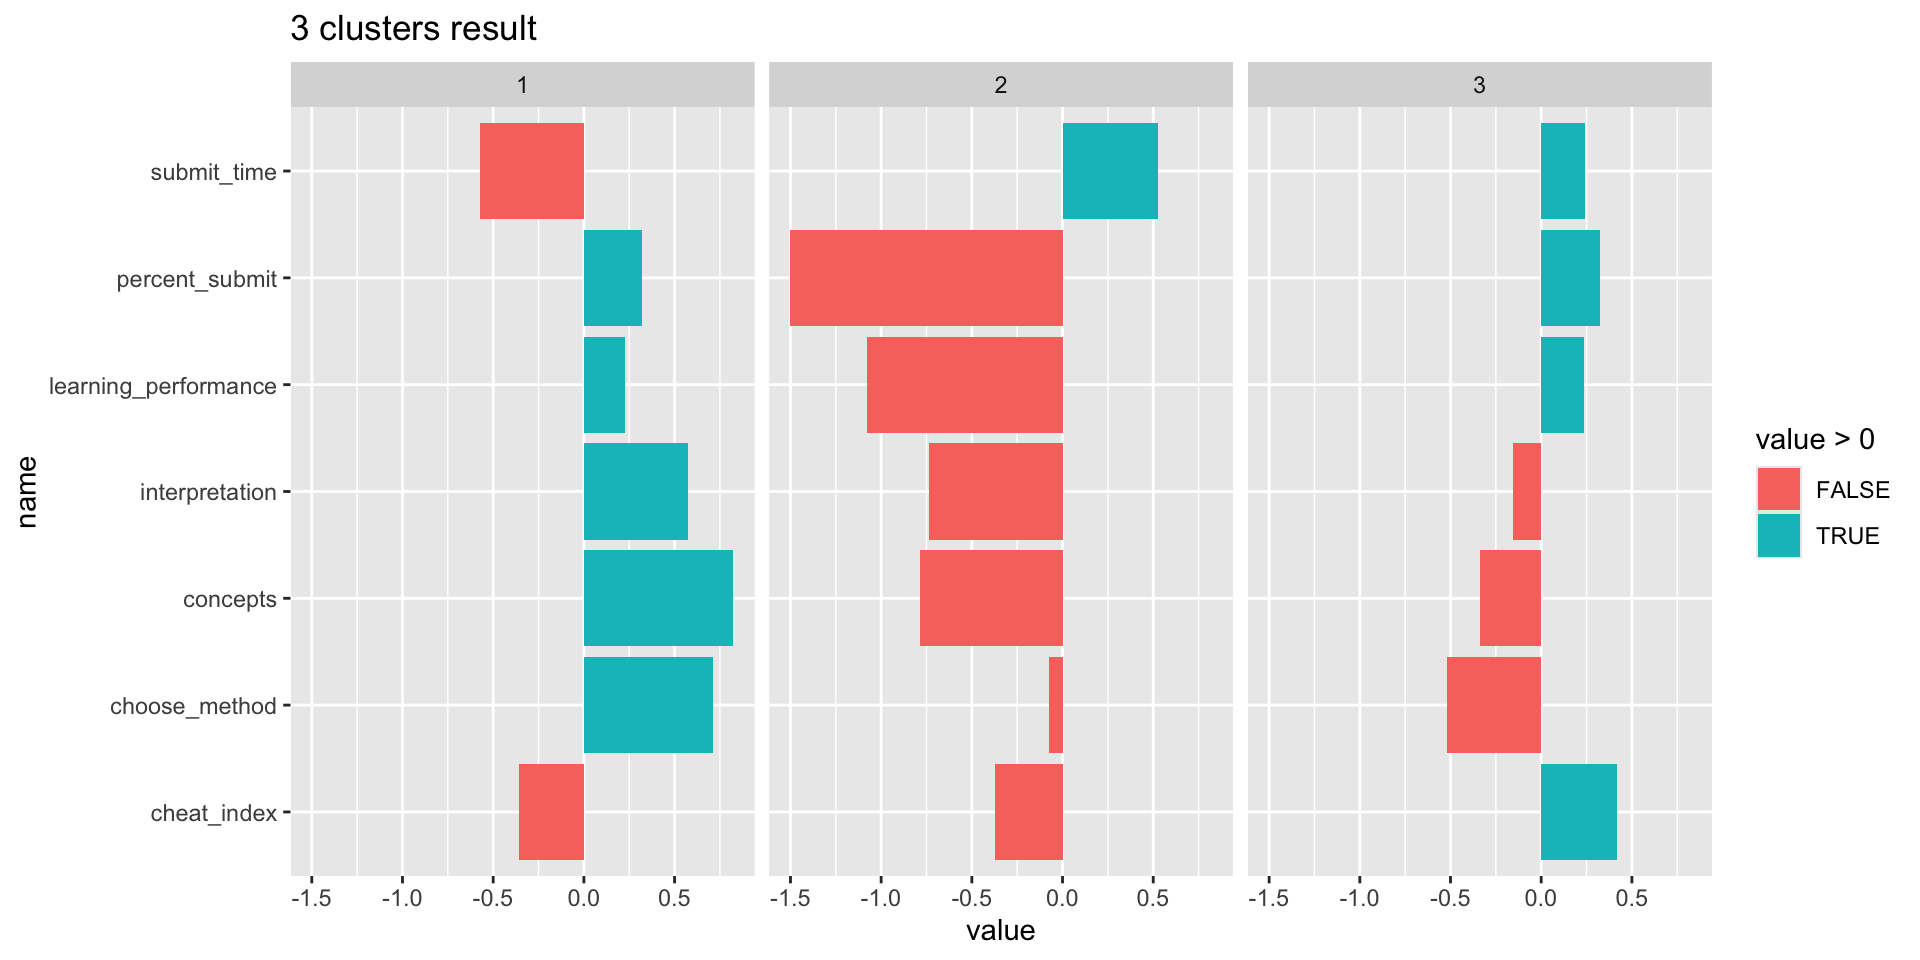 3 clusters result
1
2
3
submit_time
percent_submit
learning_performance
interpretation
concepts
choose_method
cheat_index
name
-1.5 -1.0 -0.5 0.0 0.5
-1.5 -1.0 -0.5 0.0 0.5
-1.5 -1.0 -0.5 0.0 0.5
value
value > 0
FALSE
TRUE